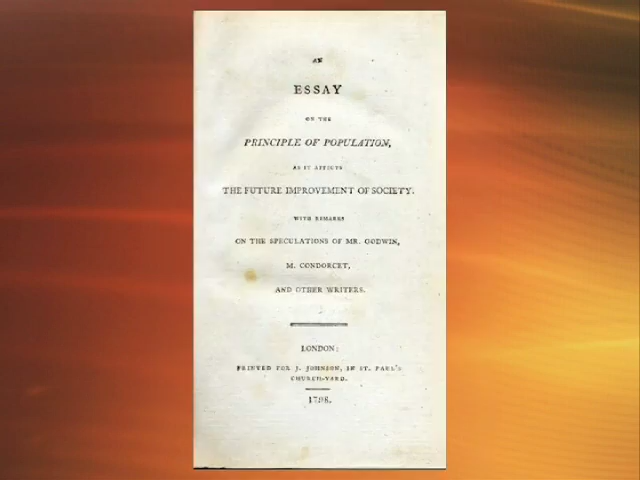 AN
ESSAY
ON THE
PRINCIPLE OF POPULATION,
AS IT AFFECTS
THE FUTURE IMPROVEMENT OF SOCIETY.
WITH REMARKS
ON THE SPECULATIONS OF MR. GODWIN,
M. CONDORCET,
AND OTHER WRITERS.
LONDON:
PRINTED FOR J. JOHNSON, IN ST. PAUL'S
CHURCH-YARD.
1798.